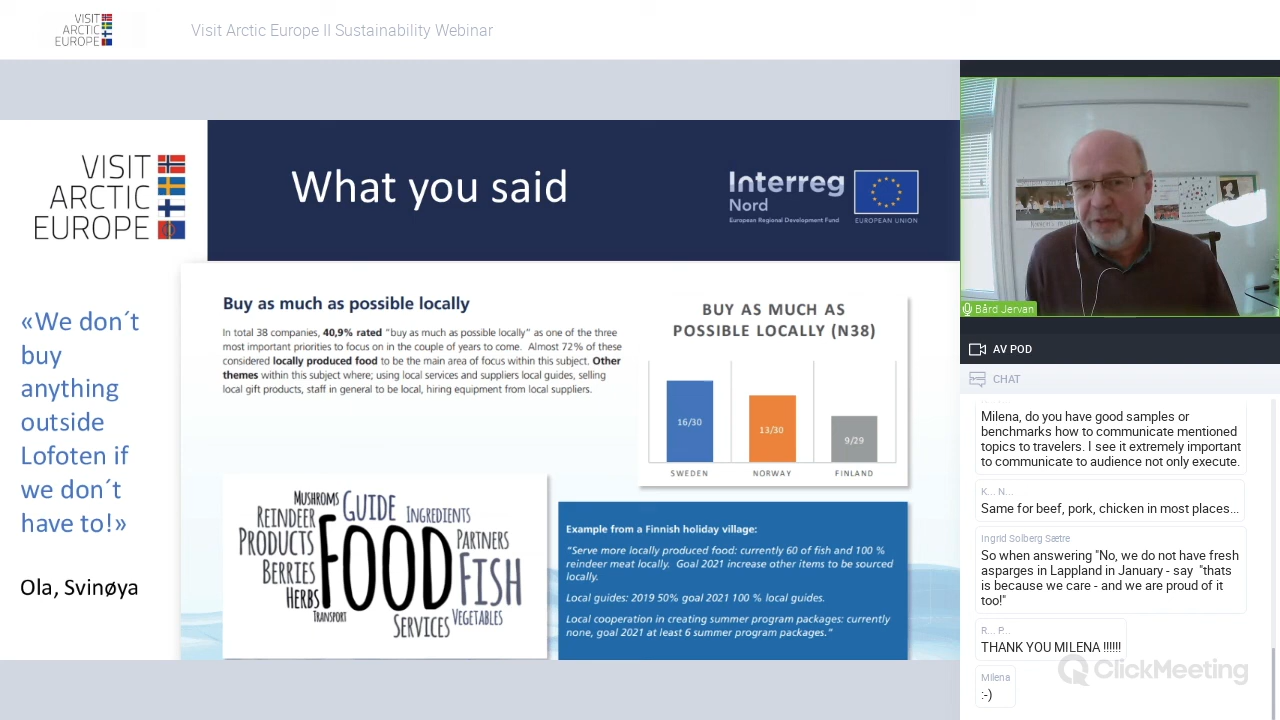 VISIT
ARCTIC
EUROPE
Visit Arctic Europe II Sustainability Webinar
VISIT
ARCTIC
EUROPE
What you said
Interreg
Nord
European Regional Development Fund
EUROPEAN UNION
«We don´t
buy
anything
outside
Lofoten if
we don´t
have to!»
Ola, Svinøya
Buy as much as possible locally
In total 38 companies, 40,9% rated “buy as much as possible locally” as one of the three
most important priorities to focus on in the couple of years to come. Almost 72% of these
considered locally produced food to be the main area of focus within this subject. Other
themes within this subject where; using local services and suppliers local guides, selling
local gift products, staff in general to be local, hiring equipment from local suppliers.
BUY AS MUCH AS
POSSIBLE LOCALLY (N38)
16/30
13/30
9/29
SWEDEN
NORWAY
FINLAND
MUSHROMS
GUIDE
REINDEER
INGREDIENTS
PRODUCTS
FOOD
PARTNERS
BERRIES
FISH
HERBS
TRANSPORT
VEGETABLES
SERVICES
Example from a Finnish holiday village:
“Serve more locally produced food: currently 60 of fish and 100 %
reindeer meat locally. Goal 2021 increase other items to be sourced
locally.
Local guides: 2019 50% goal 2021 100 % local guides.
Local cooperation in creating summer program packages: currently
none, goal 2021 at least 6 summer program packages.”
Bård Jervan
AV POD
CHAT
Milena, do you have good samples or
benchmarks how to communicate mentioned
topics to travelers. I see it extremely important
to communicate to audience not only execute.
K... N...
Same for beef, pork, chicken in most places...
Ingrid Solberg Sætre
So when answering "No, we do not have fresh
asparges in Lappland in January - say "thats
is because we care - and we are proud of it
too!"
R... P...
THANK YOU MILENA !!!!!!
Milena
:-)
ClickMeeting